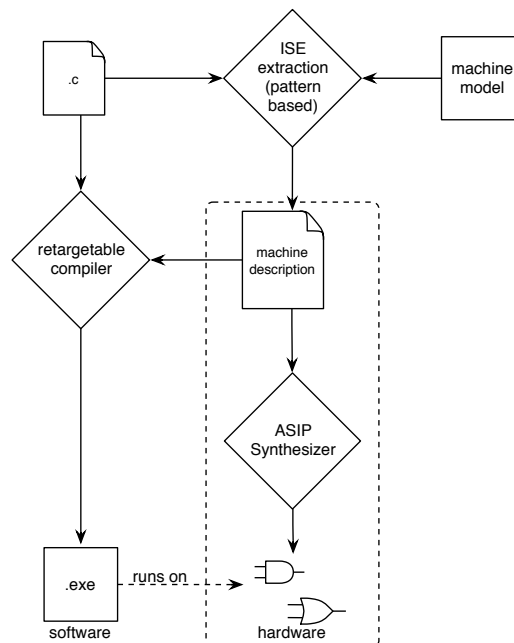 .c
ISE
extraction
(pattern
based)
machine
model
retargetable
compiler
machine
description
ASIP
Synthesizer
.exe
runs on
software
hardware